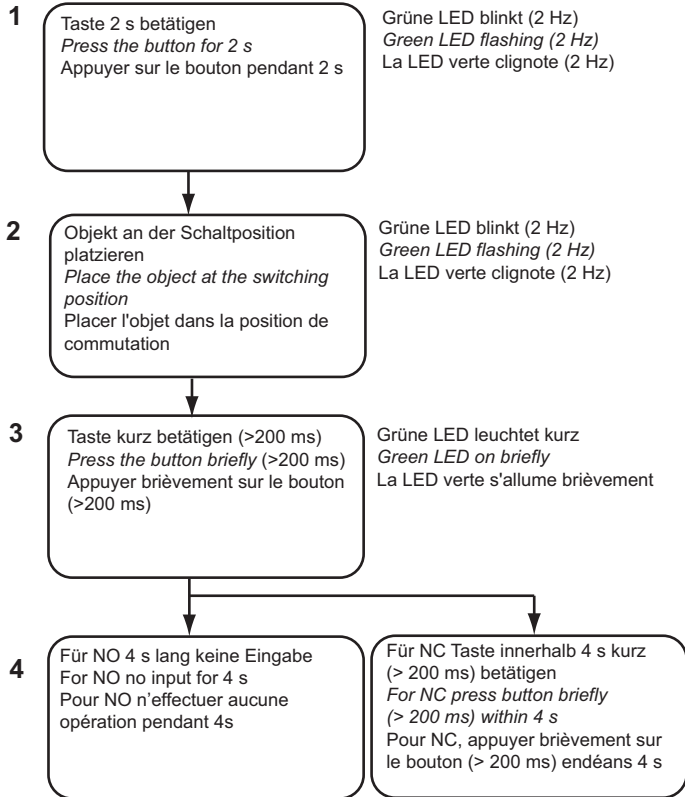 1
Taste 2 s betätigen
Press the button for 2 s
Appuyer sur le bouton pendant 2 s
Grüne LED blinkt (2 Hz)
Green LED flashing (2 Hz)
La LED verte clignote (2 Hz)
2
Objekt an der Schaltposition
platzieren
Place the object at the switching
position
Placer l'objet dans la position de
commutation
Grüne LED blinkt (2 Hz)
Green LED flashing (2 Hz)
La LED verte clignote (2 Hz)
3
Taste kurz betätigen (>200 ms)
Press the button briefly (>200 ms)
Appuyer brièvement sur le bouton
(>200 ms)
Grüne LED leuchtet kurz
Green LED on briefly
La LED verte s'allume brièvement
4
Für NO 4 s lang keine Eingabe
For NO no input for 4 s
Pour NO n’effectuer aucune
opération pendant 4s
Für NC Taste innerhalb 4 s kurz
(> 200 ms) betätigen
For NC press button briefly
(> 200 ms) within 4 s
Pour NC, appuyer brièvement sur
le bouton (> 200 ms) endéans 4 s